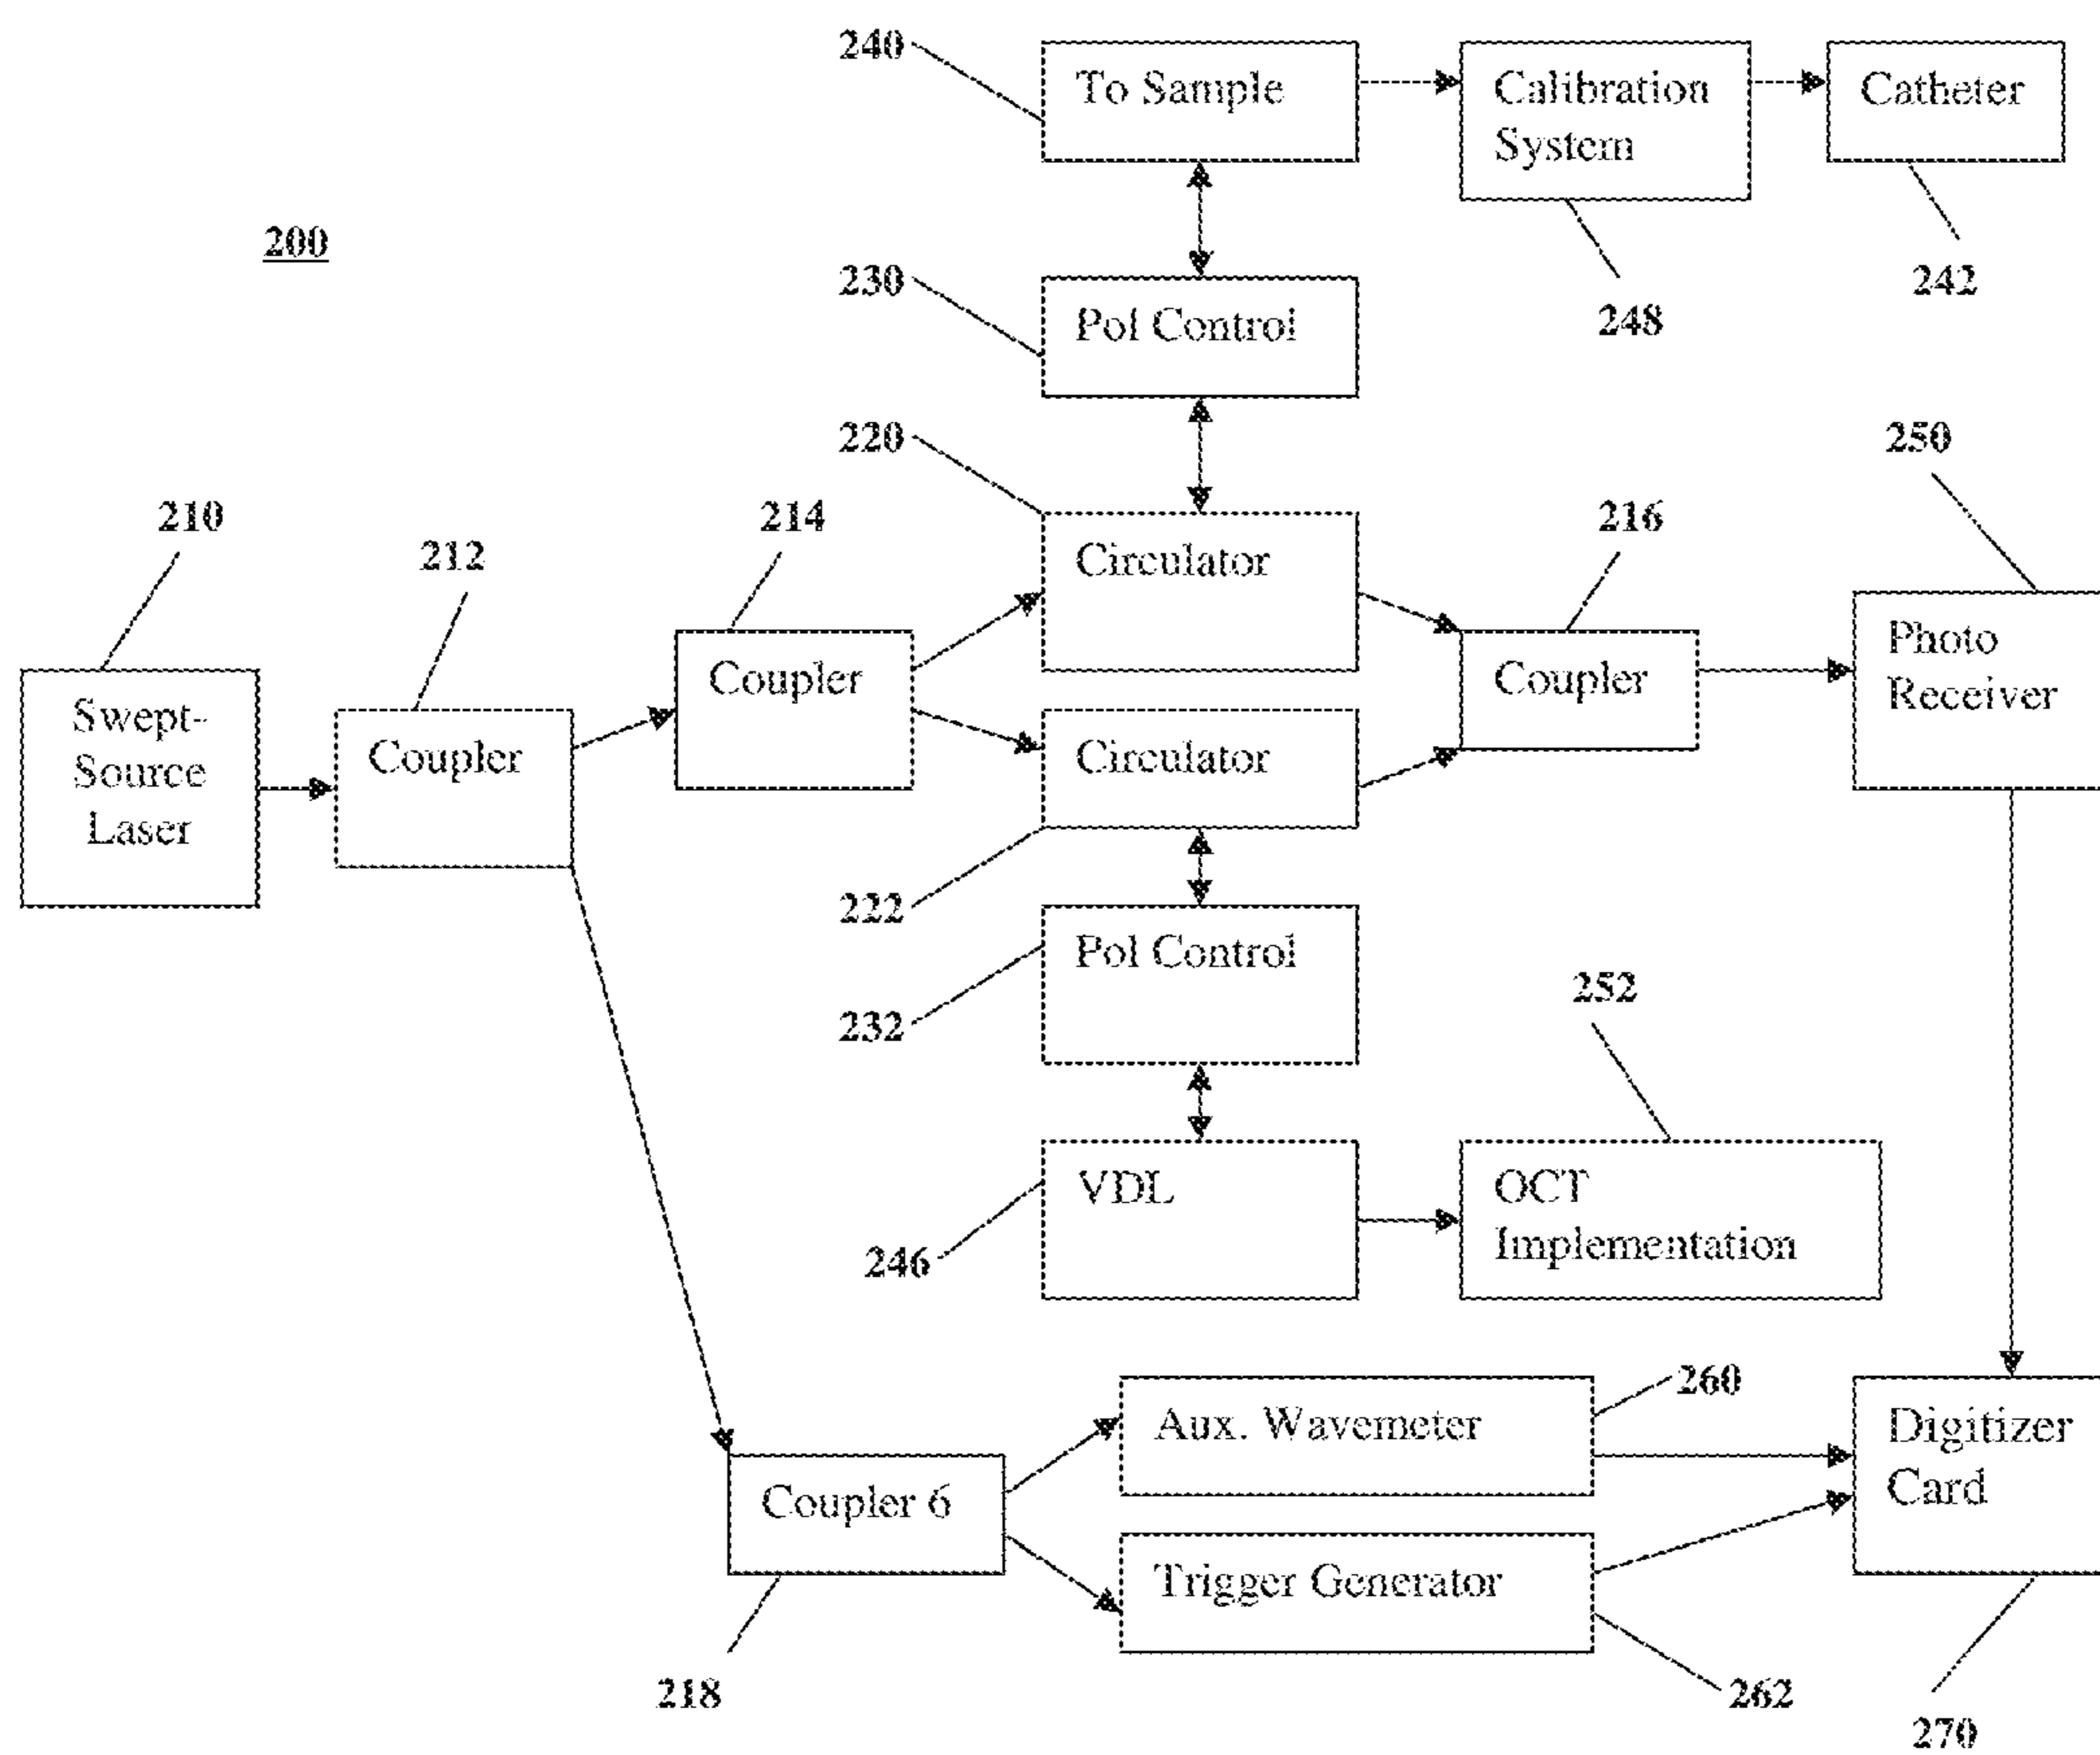 240
To Sample
Calibration
System
Catheter
200
230
Pol Control
248
242
220
250
210
212
214
Circulator
216
Swept-
Source
Laser
Coupler
Coupler
Circulator
Coupler
Photo
Receiver
222
Pol Control
232
252
VDL
OCT
Implementation
246
260
Aux. Wavemeter
Digitizer
Card
Coupler 6
Trigger Generator
218
262
270